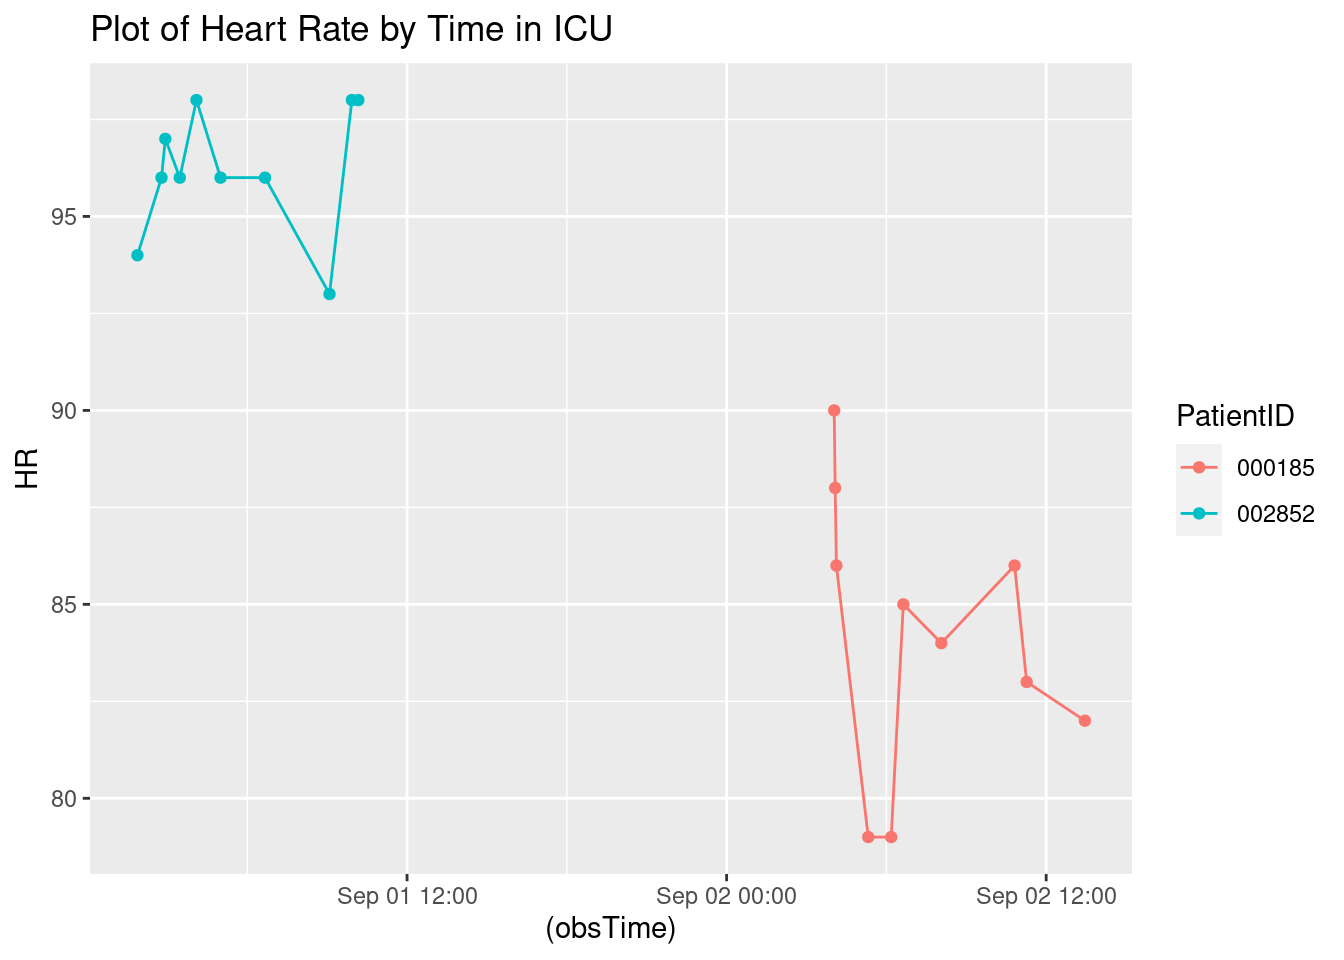 Plot of Heart Rate by Time in ICU
95
90
85
80
HR
Sep 01 12:00
Sep 02 00:00
Sep 02 12:00
(obsTime)
PatientID
000185
002852